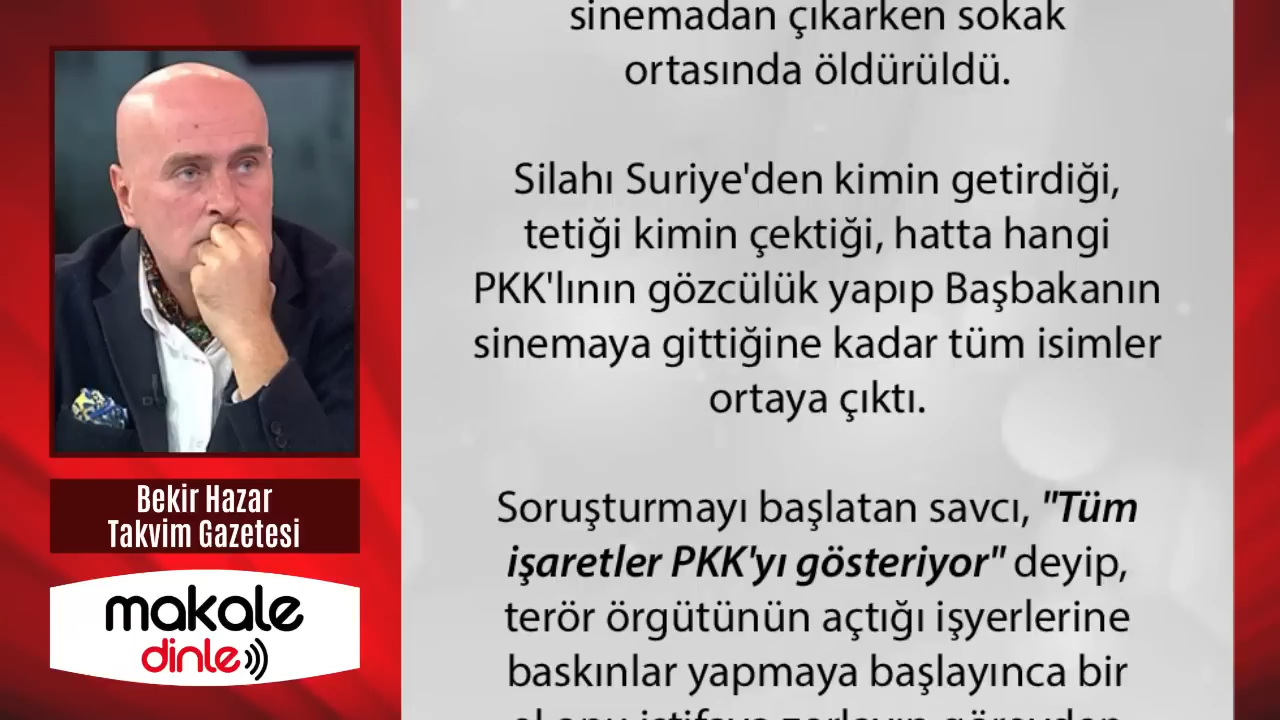 sinemadan çıkarken sokak
ortasında öldürüldü.
Silahı Suriye'den kimin getirdiği,
tetiği kimin çektiği, hatta hangi
PKK'lının gözcülük yapıp Başbakanın
sinemaya gittiğine kadar tüm isimler
ortaya çıktı.
Soruşturmayı başlatan savcı, "Tüm
işaretler PKK'yı gösteriyor" deyip,
terör örgütünün açtığı işyerlerine
baskınlar yapmaya başlayınca bir
Bekir Hazar
Takvim Gazetesi
makale
dinle